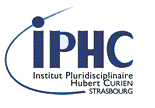 iPHC
Institut Pluridisciplinaire
Hubert CURIEN
STRASBOURG